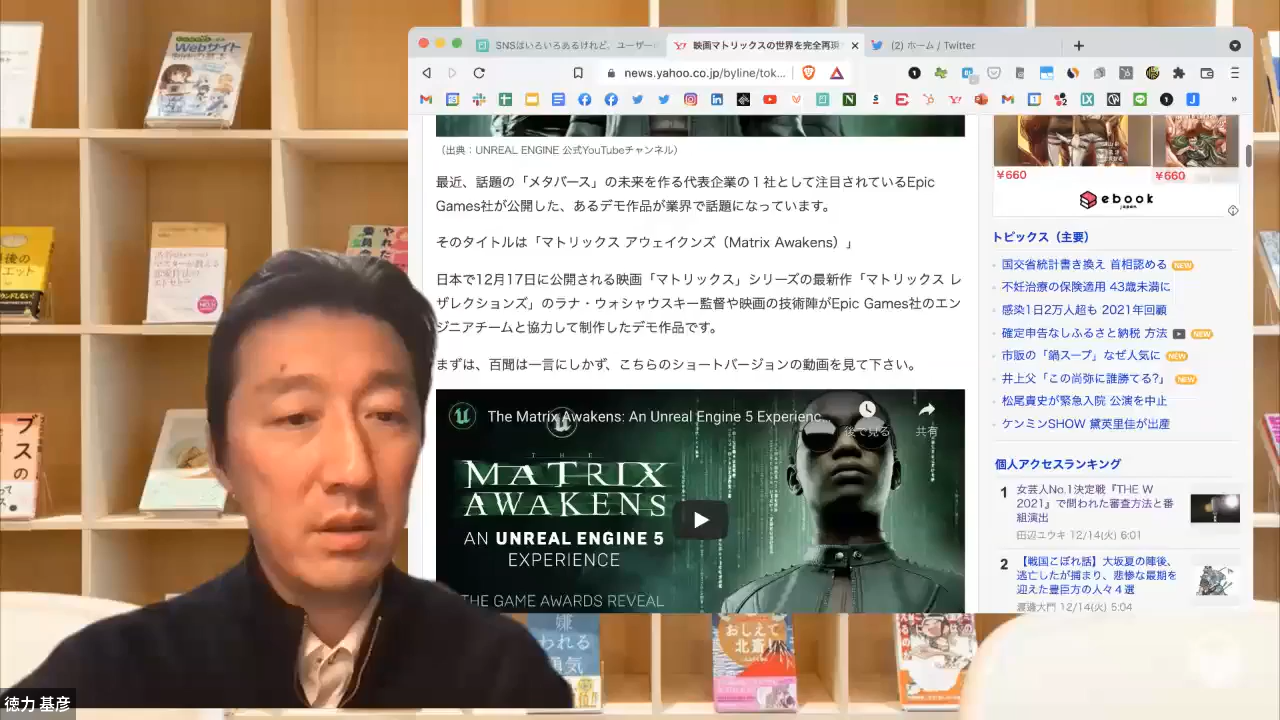 SNSはいろいろあるけれど、ユーザー
映画マトリックスの世界を完全再現
(2) ホーム / Twitter
news.yahoo.co.jp/byline/tok...
（出典：UNREAL ENGINE 公式YouTubeチャンネル）
最近、話題の「メタバース」の未来を作る代表企業の１社として注目されているEpic
Games社が公開した、あるデモ作品が業界で話題になっています。
そのタイトルは「マトリックス アウェイクンズ（Matrix Awakens）」
日本で12月17日に公開される映画「マトリックス」シリーズの最新作「マトリックス レ
ザレクションズ」のラナ・ウォシャウスキー監督や映画の技術陣がEpic Games社のエン
ジニアチームと協力して制作したデモ作品です。
まずは、百聞は一言にしかず、こちらのショートバージョンの動画を見て下さい。
The Matrix Awakens: An Unreal Engine 5 Experienc...
後で見る
共有
THE
MATRIX
AWAKENS
AN UNREAL ENGINE 5
EXPERIENCE
THE GAME AWARDS REVEAL
¥660
¥660
ebook
japan
トピックス（主要）
国交省統計書き換え 首相認める NEW
不妊治療の保険適用 43歳未満に
感染1日2万人超も 2021年回顧
確定申告なしふるさと納税 方法 NEW
市販の「鍋スープ」なぜ人気に NEW
井上父「この尚弥に誰勝てる?」 NEW
松尾貴史が緊急入院 公演を中止
ケンミンSHOW 黛英里佳が出産
個人アクセスランキング
1 女芸人No.1決定戦『THE W
2021』で問われた審査方法と番
組演出
田辺ユウキ 12/14(火) 6:01
2 【戦国こぼれ話】大坂夏の陣後、
逃亡したが捕まり、悲惨な最期を
迎えた豊臣方の人々４選
渡邊大門 12/14(火) 5:04
Webサイト
ブスの
嫌
われる
勇気
おしえて
北斎!
徳力 基彦